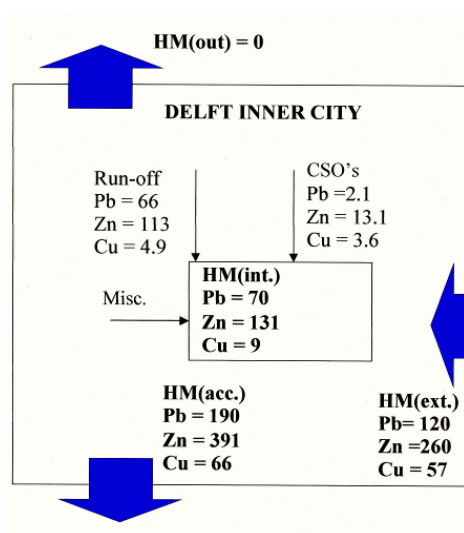 HM(out) = 0
DELFT INNER CITY
Run-off
Pb = 66
Zn = 113
Cu = 4.9
CSO's
Pb =2.1
Zn = 13.1
Cu = 3.6
Misc.
HM(int.)
Pb = 70
Zn = 131
Cu = 9
HM(acc.)
Pb = 190
Zn = 391
Cu = 66
HM(ext.)
Pb= 120
Zn =260
Cu = 57